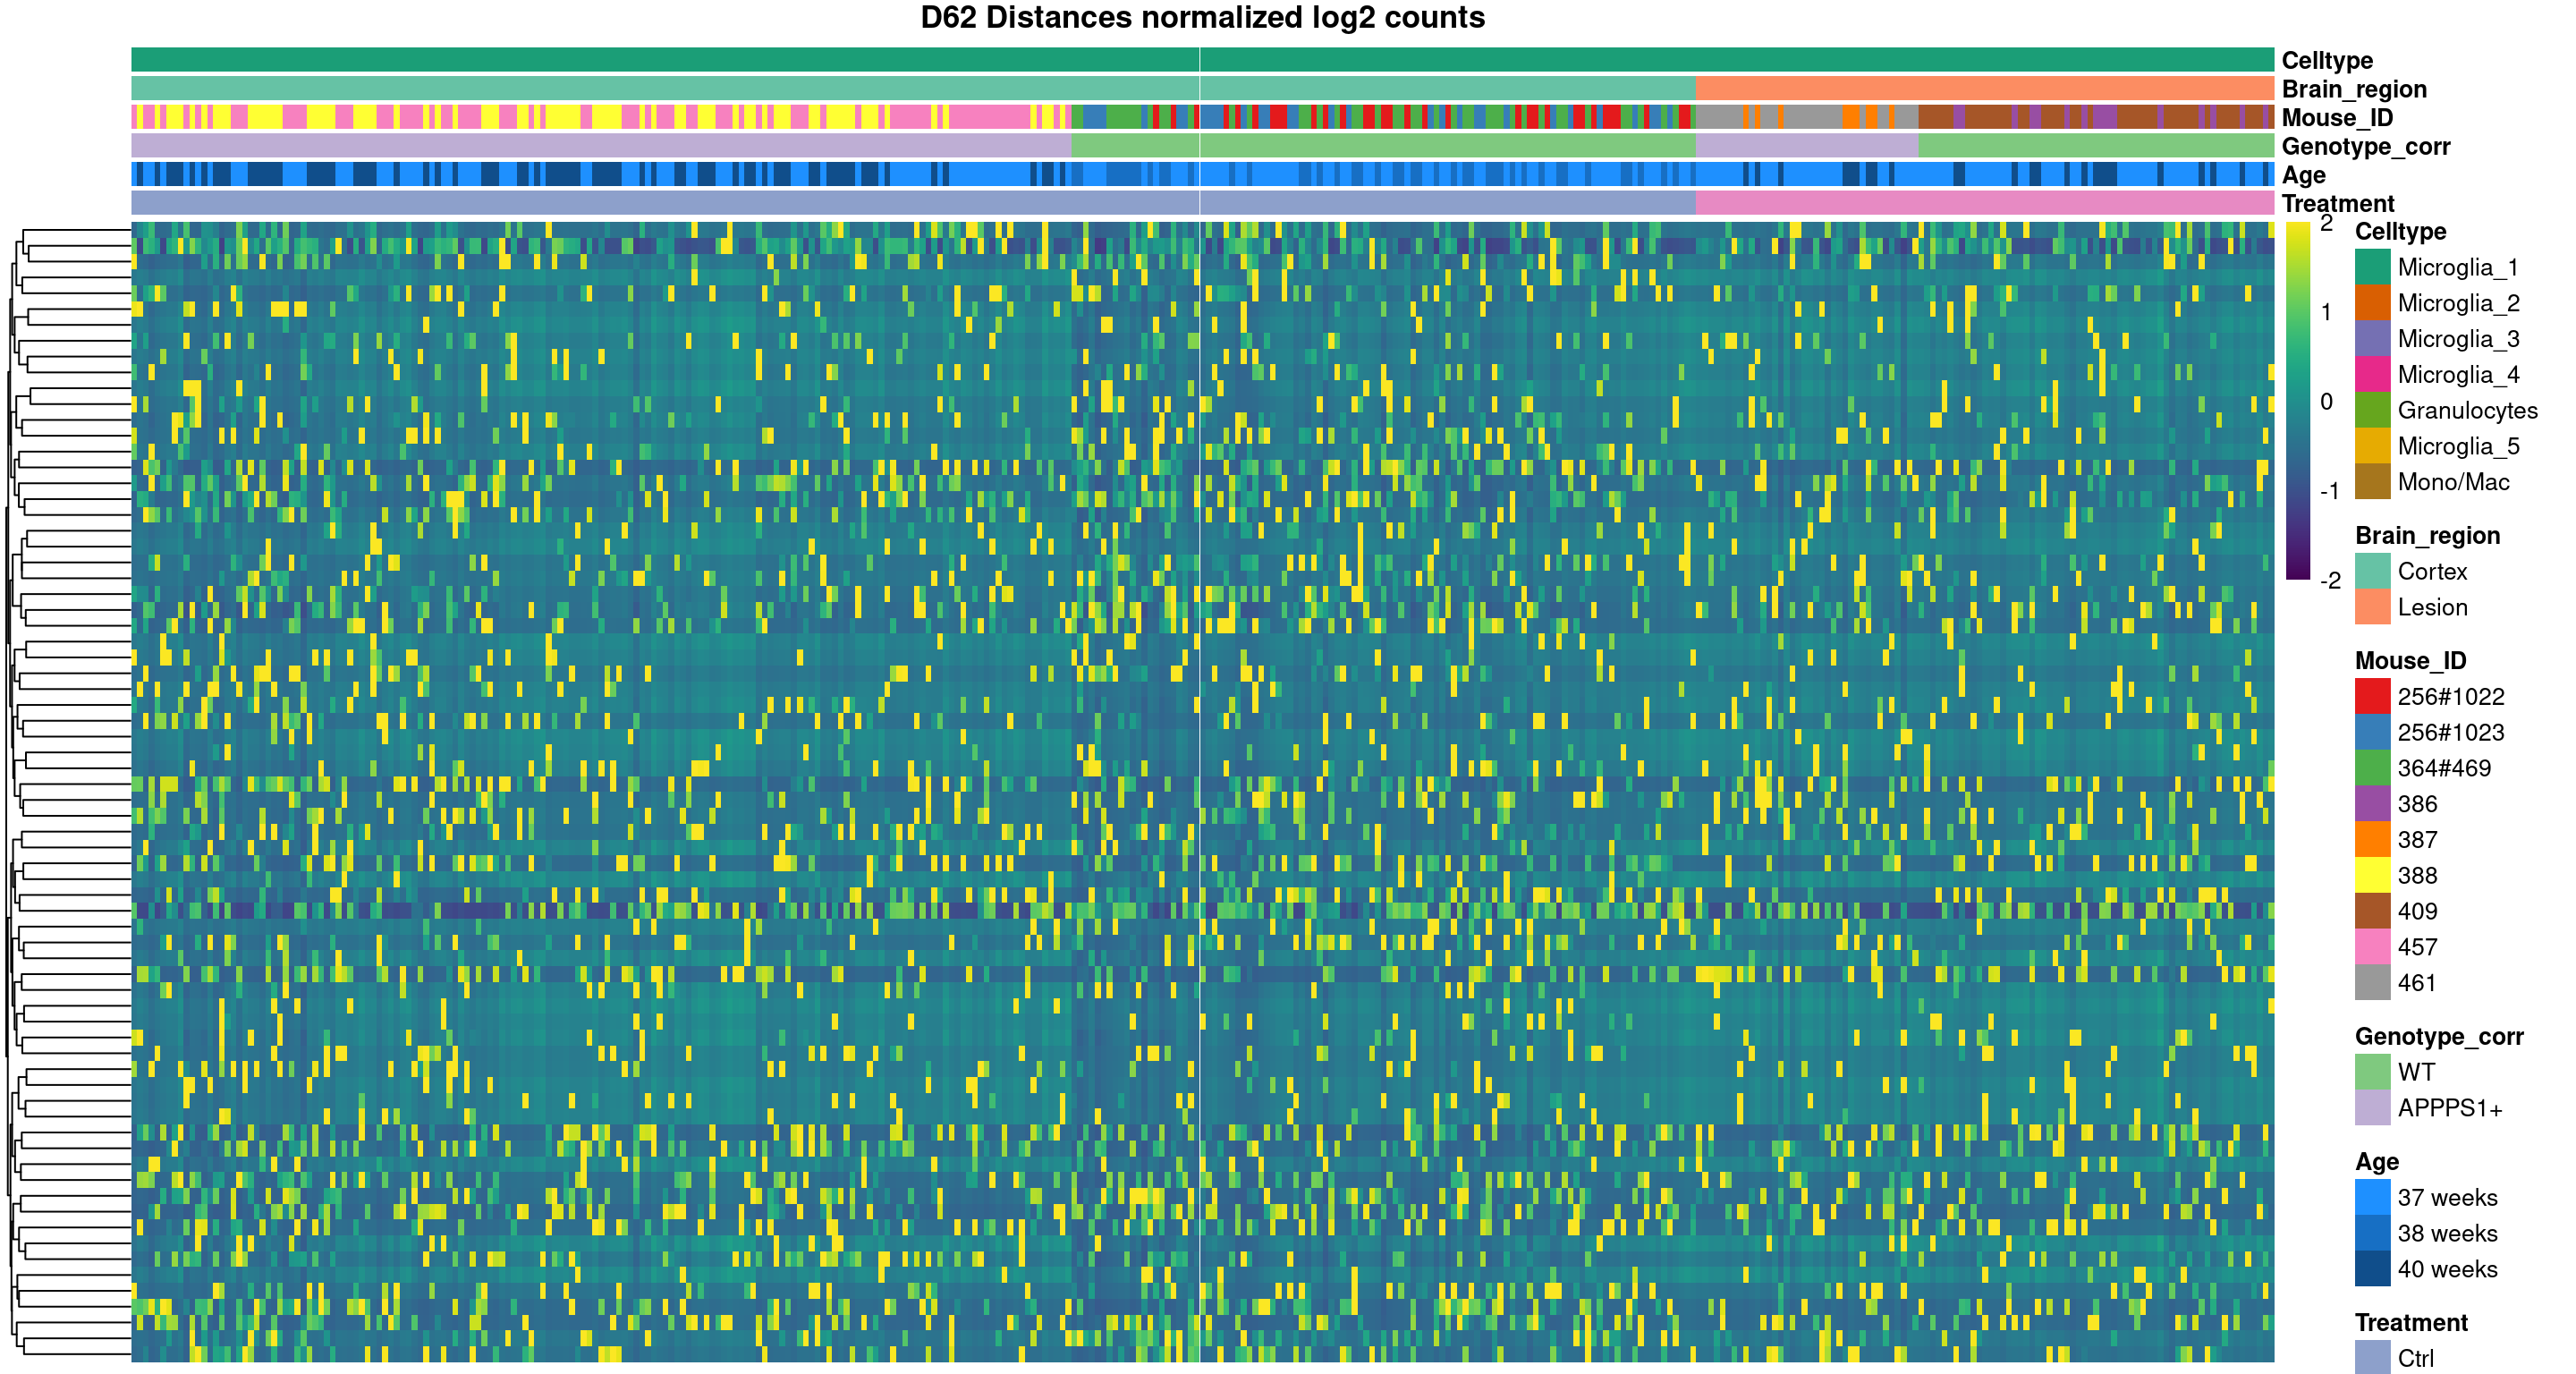 D62 Distances normalized log2 counts
Celltype
Brain_region
Mouse_ID
Genotype_corr
Age
Treatment
2
1
0
-1
-2
Celltype
Microglia_1
Microglia_2
Microglia_3
Microglia_4
Granulocytes
Microglia_5
Mono/Mac
Brain_region
Cortex
Lesion
Mouse_ID
256#1022
256#1023
364#469
386
387
388
409
457
461
Genotype_corr
WT
APPPS1+
Age
37 weeks
38 weeks
40 weeks
Treatment
Ctrl